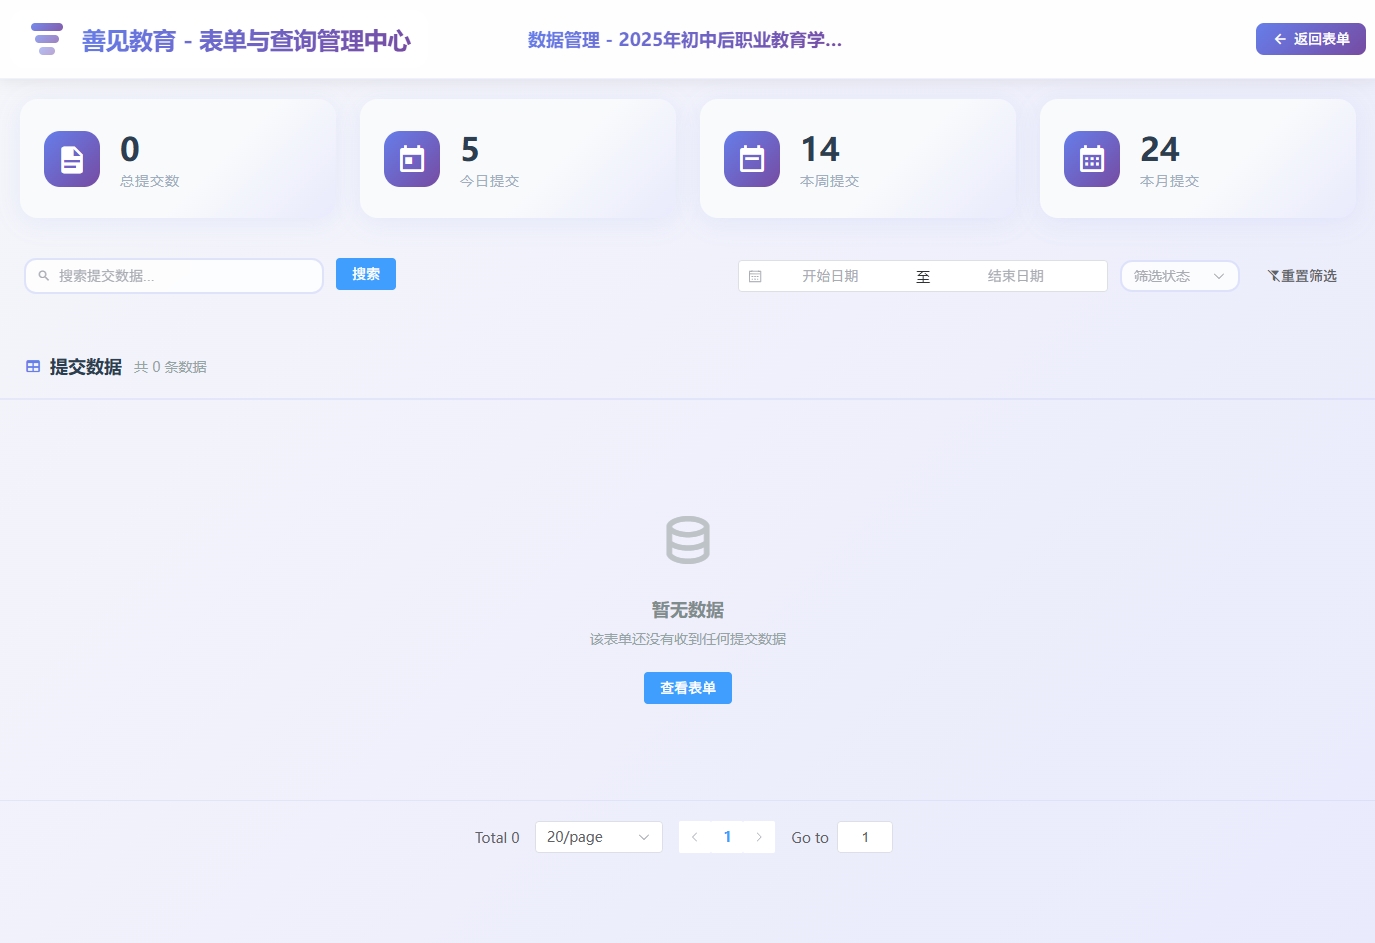 善见教育 - 表单与查询管理中心
数据管理 - 2025年初中后职业教育学...
返回表单
0
总提交数
5
今日提交
14
本周提交
24
本月提交
搜索提交数据...
搜索
开始日期 至 结束日期
筛选状态
重置筛选
提交数据 共 0 条数据
暂无数据
该表单还没有收到任何提交数据
查看表单
Total 0 20/page 1 Go to 1